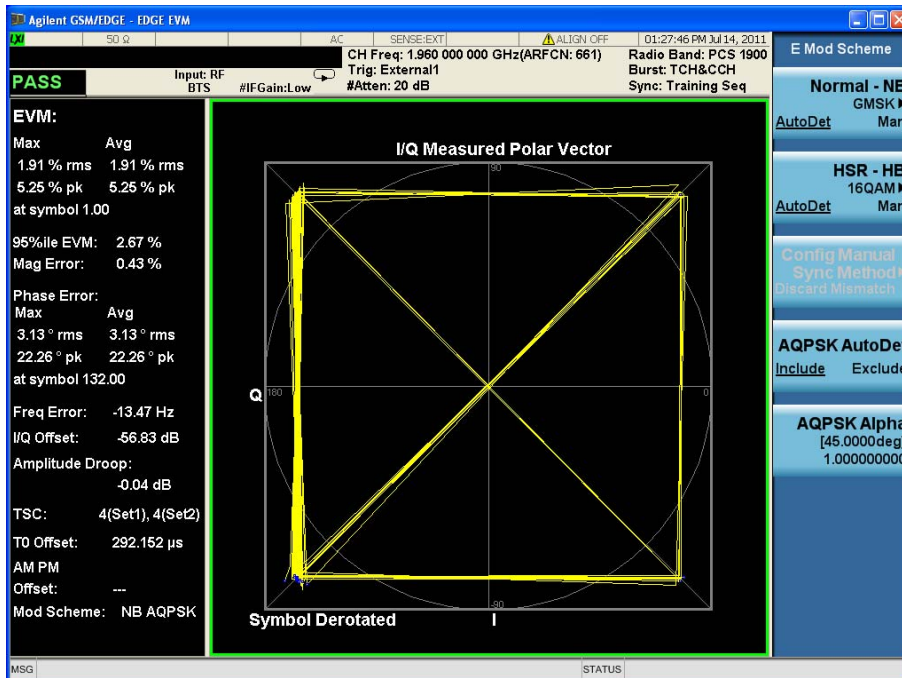 Agilent GSM/EDGE - EDGE EVM
LXI 50 Ω AC SENSE:EXT ALIGN OFF 01:27:46 PM Jul 14, 2011
CH Freq: 1.960 000 000 GHz(ARFCN: 661) Radio Band: PCS 1900
Trig: External1 Burst: TCH&CCH
Input: RF
PASS
BTS #IFGain:Low #Atten: 20 dB Sync: Training Seq
EVM:
Max Avg
1.91 % rms 1.91 % rms
5.25 % pk 5.25 % pk
at symbol 1.00
95%ile EVM: 2.67 %
Mag Error: 0.43 %
Phase Error:
Max Avg
3.13 ° rms 3.13 ° rms
22.26 ° pk 22.26 ° pk
at symbol 132.00
Freq Error: -13.47 Hz
I/Q Offset: -56.83 dB
Amplitude Droop:
-0.04 dB
TSC: 4(Set1), 4(Set2)
T0 Offset: 292.152 µs
AM PM
Offset: ---
Mod Scheme: NB AQPSK
I/Q Measured Polar Vector
90
Q 180 0
-90
Symbol Derotated I
E Mod Scheme
Normal - NB
GMSK
AutoDet Man
HSR - HB
16QAM
AutoDet Man
Config Manual
Sync Method
Discard Mismatch
AQPSK AutoDet
Include Exclude
AQPSK Alpha
[45.0000deg]
1.000000000
MSG STATUS